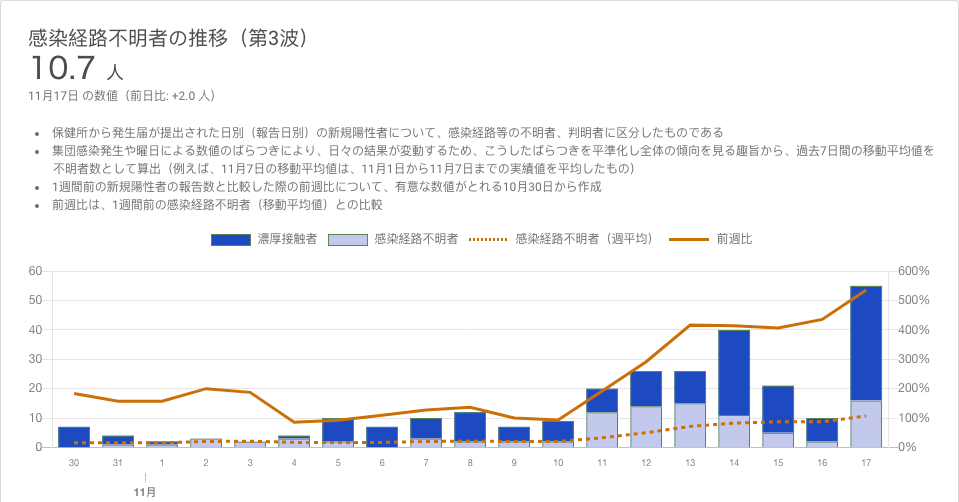 感染経路不明者の推移（第3波）
10.7 人
11月17日 の数値（前日比: +2.0 人）
• 保健所から発生届が提出された日別（報告日別）の新規陽性者について、感染経路等の不明者、判明者に区分したものである
• 集団感染発生や曜日による数値のばらつきにより、日々の結果が変動するため、こうしたばらつきを平準化し全体の傾向を見る趣旨から、過去7日間の移動平均値を
不明者数として算出（例えば、11月7日の移動平均値は、11月1日から11月7日までの実績値を平均したもの）
• 1週間前の新規陽性者の報告数と比較した際の前週比について、有意な数値がとれる10月30日から作成
• 前週比は、1週間前の感染経路不明者（移動平均値）との比較
濃厚接触者 感染経路不明者 感染経路不明者（週平均） 前週比
60 600%
50 500%
40 400%
30 300%
20 200%
10 100%
0 0%
30 31 1 2 3 4 5 6 7 8 9 10 11 12 13 14 15 16 17
11月